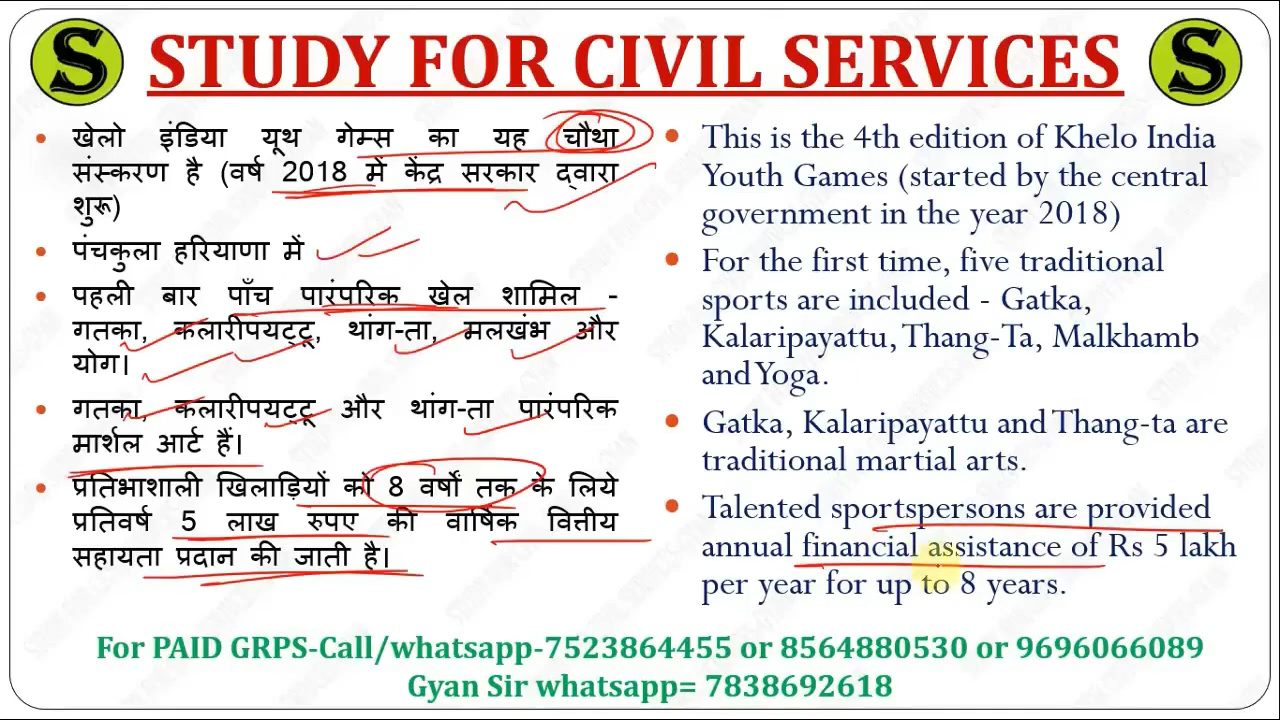 S STUDY FOR CIVIL SERVICES S
खेलो इंडिया यूथ गेम्स का यह चौथा
संस्करण है (वर्ष 2018 में केंद्र सरकार द्वारा
शुरू)
पंचकुला हरियाणा में
पहली बार पाँच पारंपरिक खेल शामिल -
गतका, कलारीपयट्टू, थांग-ता, मलखंभ और
योग।
गतका, कलारीपयट्टू और थांग-ता पारंपरिक
मार्शल आर्ट हैं।
प्रतिभाशाली खिलाड़ियों को 8 वर्षों तक के लिये
प्रतिवर्ष 5 लाख रुपए की वार्षिक वित्तीय
सहायता प्रदान की जाती है।
This is the 4th edition of Khelo India
Youth Games (started by the central
government in the year 2018)
For the first time, five traditional
sports are included - Gatka,
Kalaripayattu, Thang-Ta, Malkhamb
and Yoga.
Gatka, Kalaripayattu and Thang-ta are
traditional martial arts.
Talented sportspersons are provided
annual financial assistance of Rs 5 lakh
per year for up to 8 years.
For PAID GRPS-Call/whatsapp-7523864455 or 8564880530 or 9696066089
Gyan Sir whatsapp= 7838692618